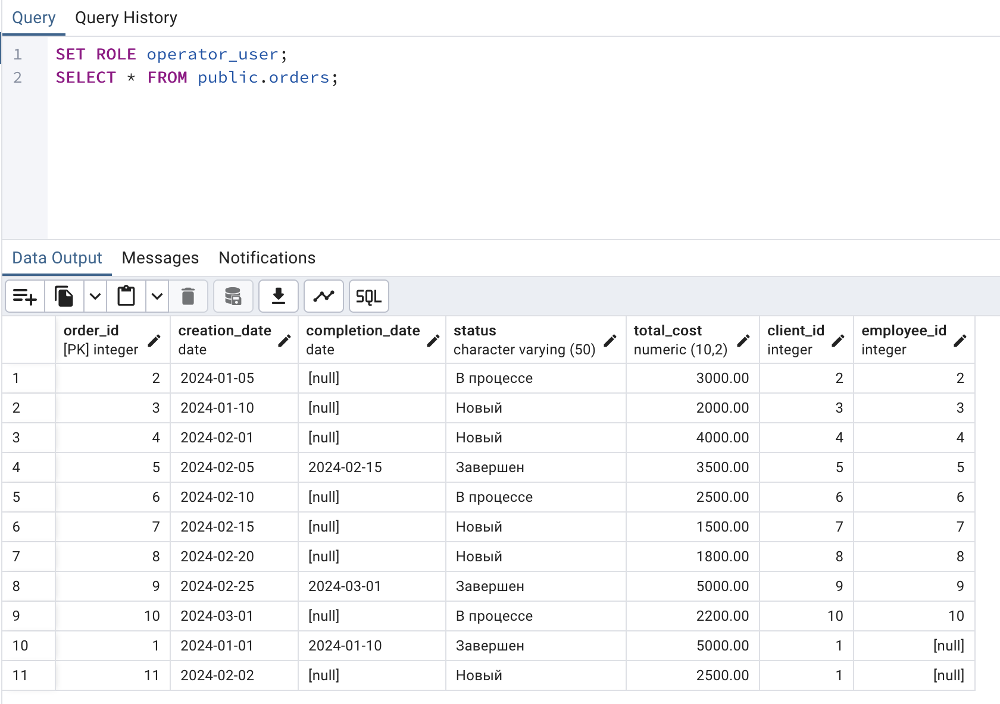 Query Query History
1 SET ROLE operator_user;
2 SELECT * FROM public.orders;
Data Output Messages Notifications
SQL
order_id creation_date completion_date status total_cost client_id employee_id
[PK] integer date date character varying (50) numeric (10,2) integer integer
1 2 2024-01-05 [null] В процессе 3000.00 2 2
2 3 2024-01-10 [null] Новый 2000.00 3 3
3 4 2024-02-01 [null] Новый 4000.00 4 4
4 5 2024-02-05 2024-02-15 Завершен 3500.00 5 5
5 6 2024-02-10 [null] В процессе 2500.00 6 6
6 7 2024-02-15 [null] Новый 1500.00 7 7
7 8 2024-02-20 [null] Новый 1800.00 8 8
8 9 2024-02-25 2024-03-01 Завершен 5000.00 9 9
9 10 2024-03-01 [null] В процессе 2200.00 10 10
10 1 2024-01-01 2024-01-10 Завершен 5000.00 1 [null]
11 11 2024-02-02 [null] Новый 2500.00 1 [null]